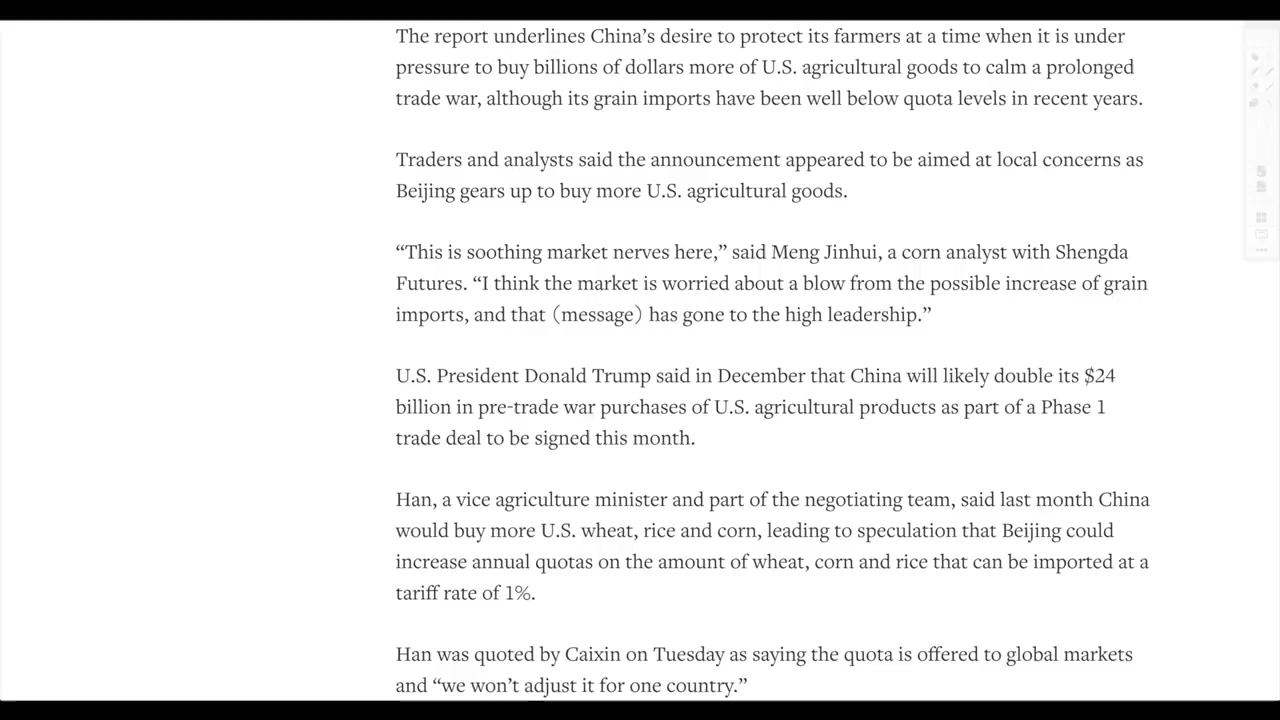 The report underlines China’s desire to protect its farmers at a time when it is under
pressure to buy billions of dollars more of U.S. agricultural goods to calm a prolonged
trade war, although its grain imports have been well below quota levels in recent years.
Traders and analysts said the announcement appeared to be aimed at local concerns as
Beijing gears up to buy more U.S. agricultural goods.
“This is soothing market nerves here,” said Meng Jinhui, a corn analyst with Shengda
Futures. “I think the market is worried about a blow from the possible increase of grain
imports, and that (message) has gone to the high leadership.”
U.S. President Donald Trump said in December that China will likely double its $24
billion in pre-trade war purchases of U.S. agricultural products as part of a Phase 1
trade deal to be signed this month.
Han, a vice agriculture minister and part of the negotiating team, said last month China
would buy more U.S. wheat, rice and corn, leading to speculation that Beijing could
increase annual quotas on the amount of wheat, corn and rice that can be imported at a
tariff rate of 1%.
Han was quoted by Caixin on Tuesday as saying the quota is offered to global markets
and “we won’t adjust it for one country.”